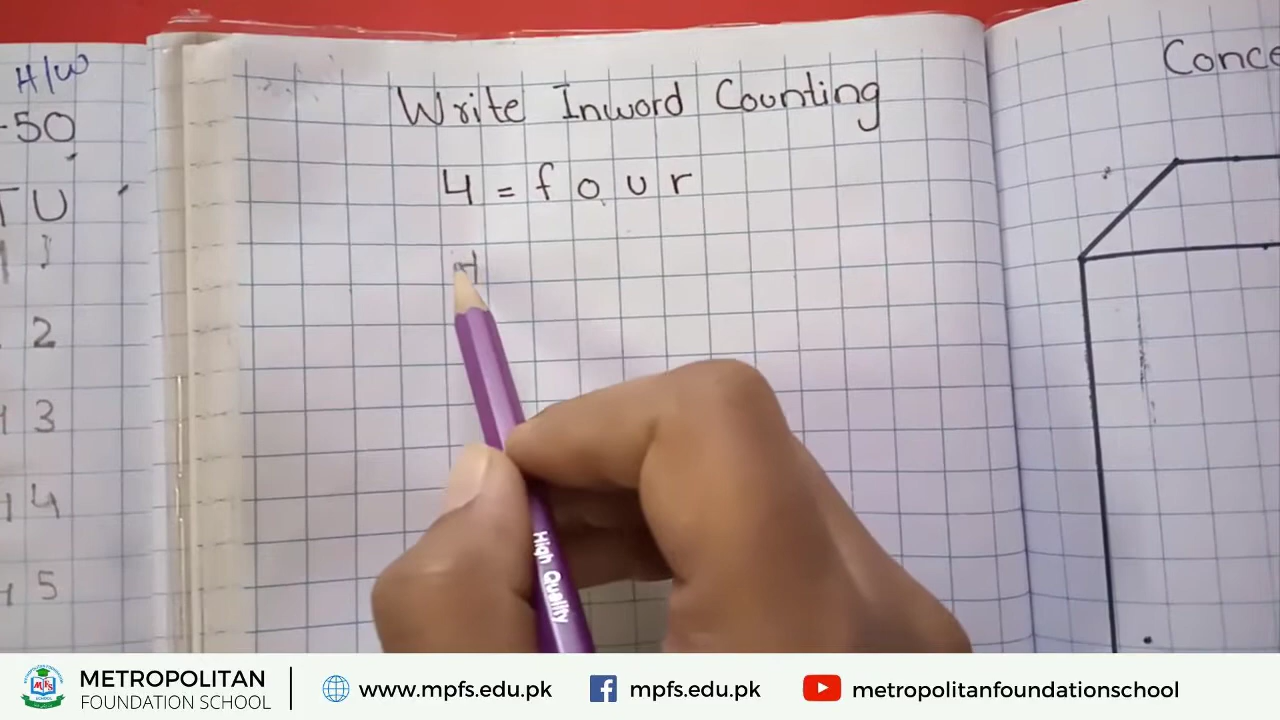 H/W
-50
T U
2
3
4
5
Write Inword Counting
4 = four
Conce
High Quality
METROPOLITAN
FOUNDATION SCHOOL
www.mpfs.edu.pk
mpfs.edu.pk
metropolitanfoundationschool